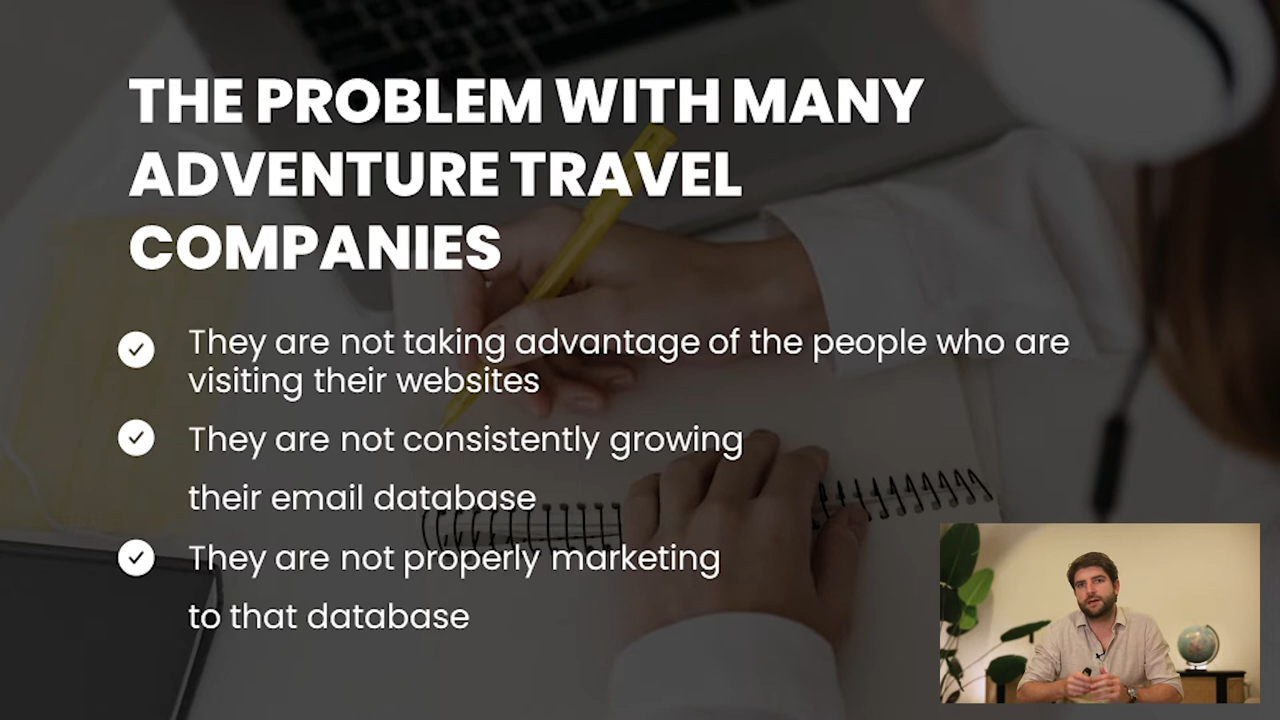 THE PROBLEM WITH MANY
ADVENTURE TRAVEL
COMPANIES
They are not taking advantage of the people who are
visiting their websites
They are not consistently growing
their email database
They are not properly marketing
to that database